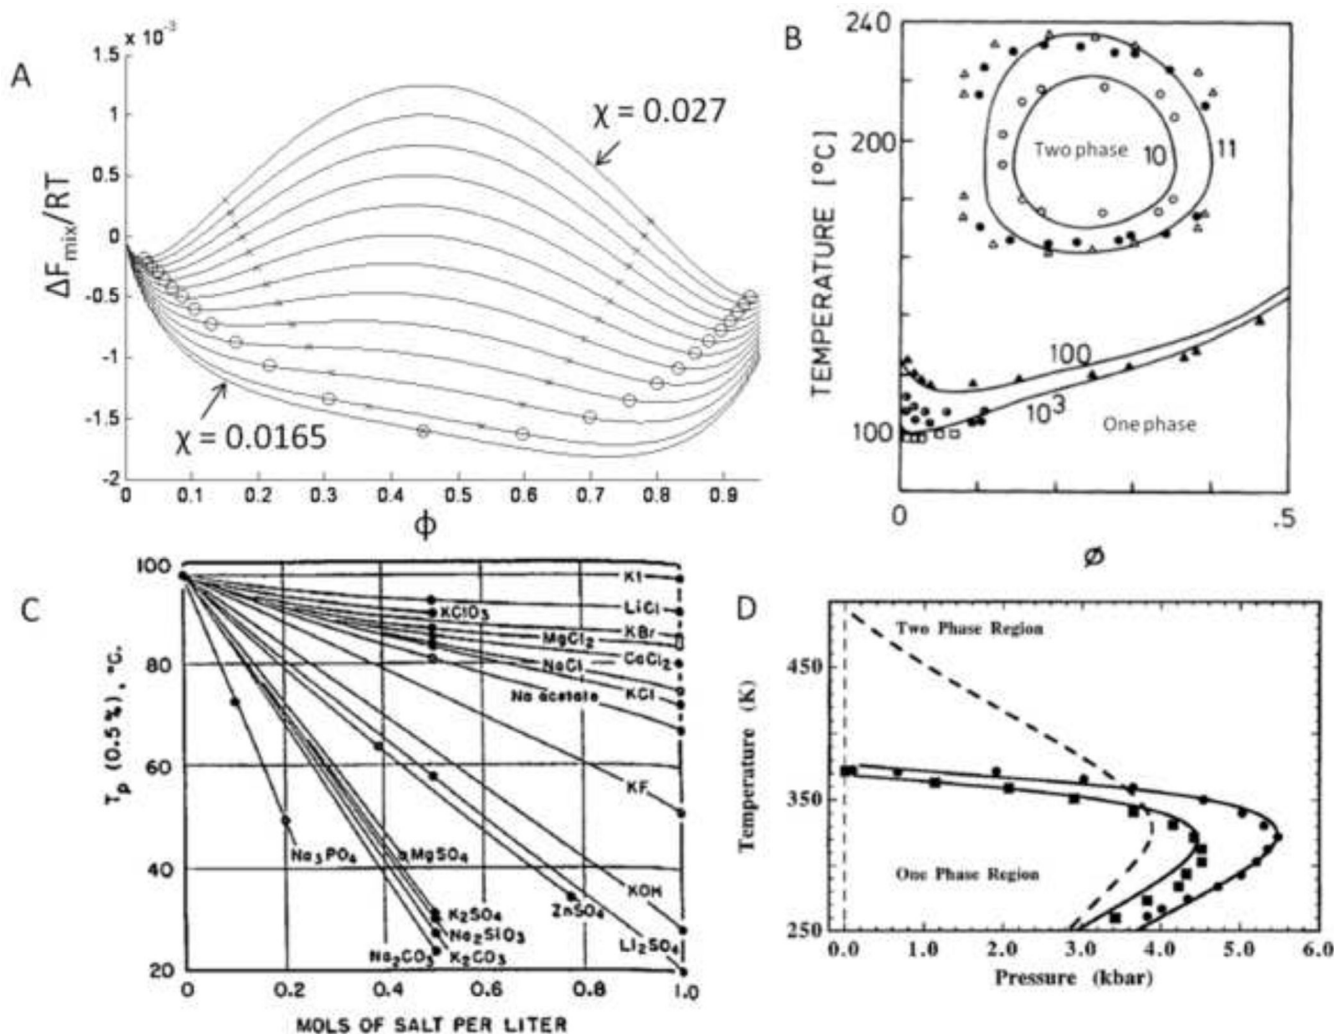 A
x 10⁻³
1.5
1
0.5
0
-0.5
-1
-1.5
-2
ΔF_mix/RT
χ = 0.027
χ = 0.0165
0 0.1 0.2 0.3 0.4 0.5 0.6 0.7 0.8 0.9
ϕ
B
240
200
100
TEMPERATURE [°C]
Two phase
10
11
100
10³
One phase
0 .5
ø
C
100
80
60
40
20
Tp (0.5%), °C.
KI
LiCl
KClO₃
KBr
MgCl₂
CaCl₂
NaCl
KCl
Na acetate
KF
Na₃PO₄
MgSO₄
KOH
K₂SO₄
ZnSO₄
Na₂SiO₃
Li₂SO₄
Na₂CO₃
K₂CO₃
0 0.2 0.4 0.6 0.8 1.0
MOLS OF SALT PER LITER
D
450
350
250
Temperature (K)
Two Phase Region
One Phase Region
0.0 1.0 2.0 3.0 4.0 5.0 6.0
Pressure (kbar)